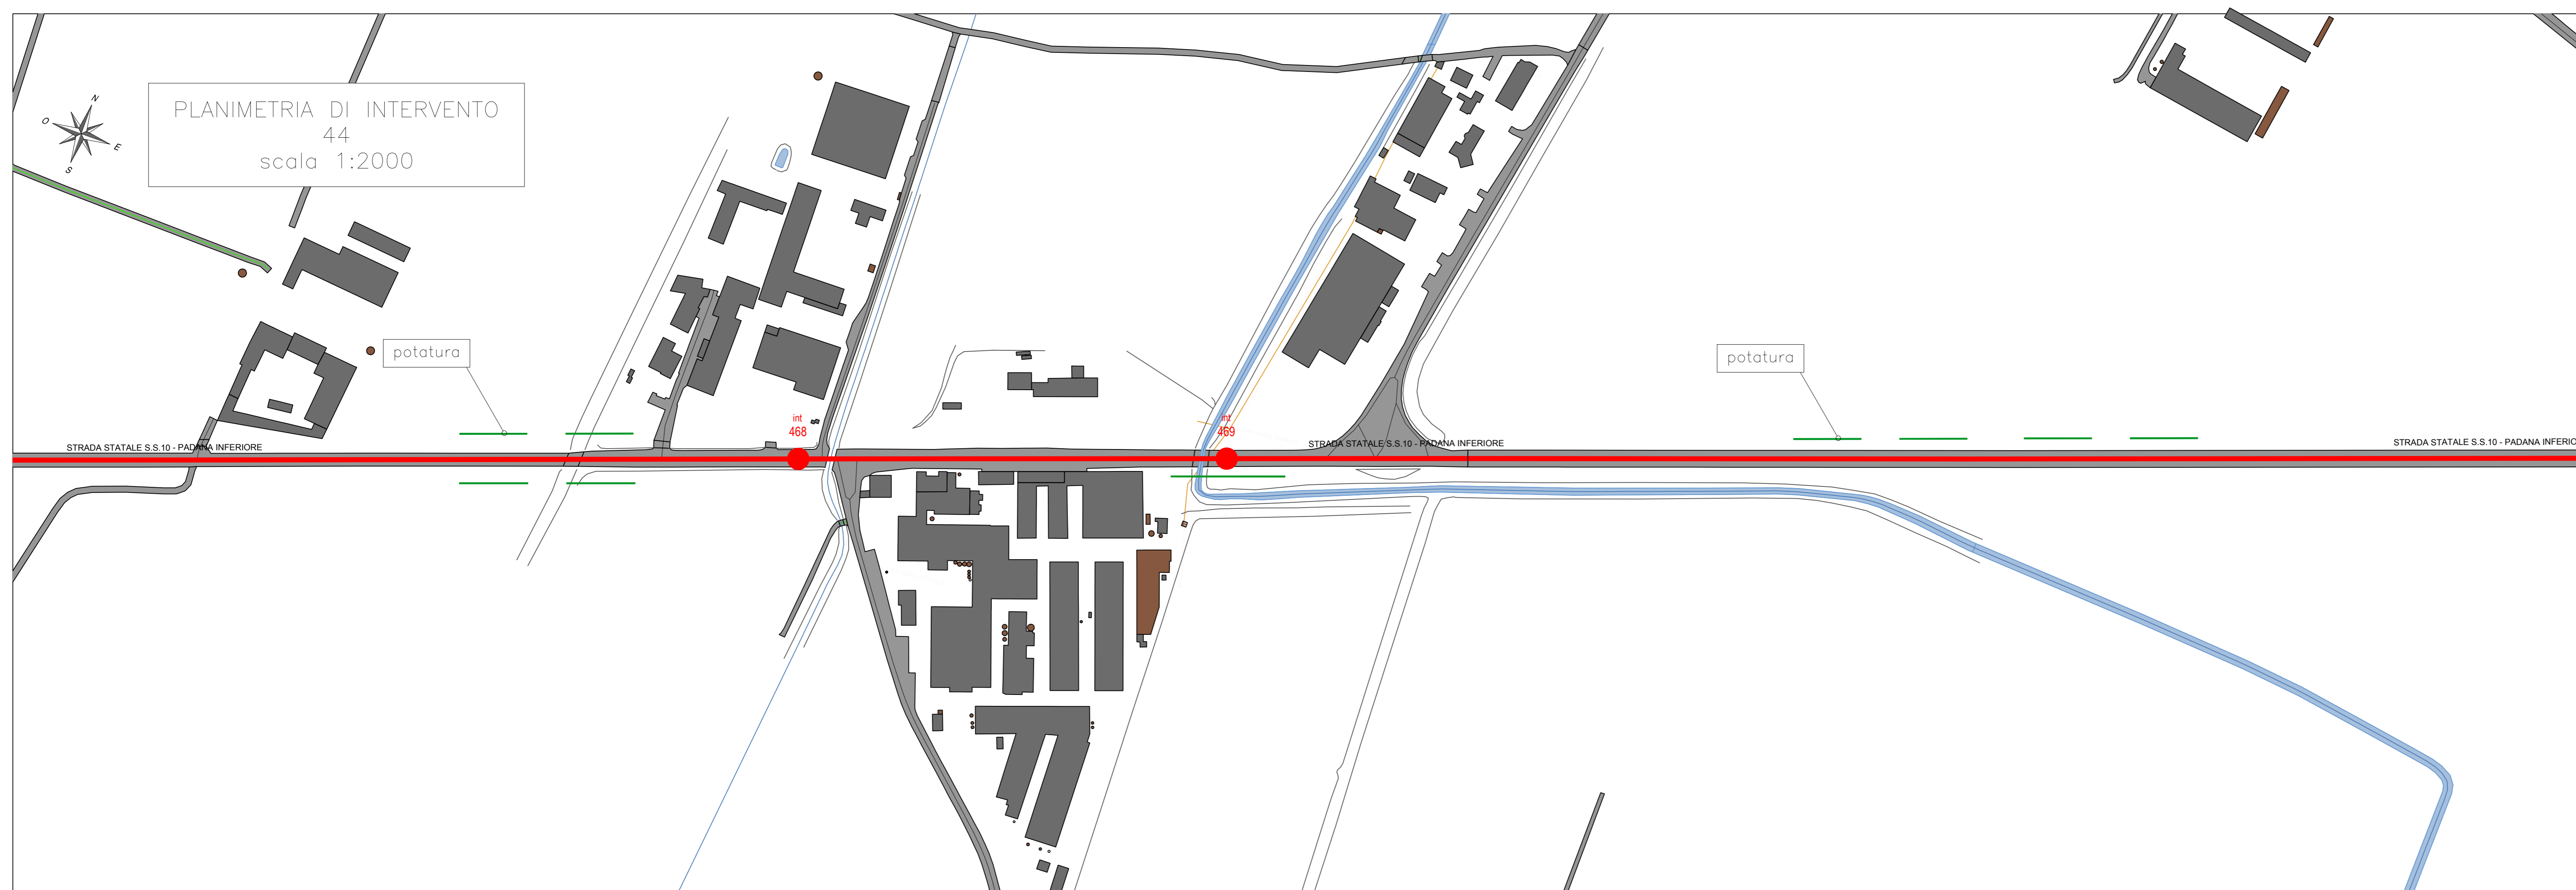 N
O
E
S
PLANIMETRIA DI INTERVENTO
44
scala 1:2000
potatura
potatura
int
468
int
469
STRADA STATALE S.S.10 - PADANA INFERIORE
STRADA STATALE S.S.10 - PADANA INFERIORE
STRADA STATALE S.S.10 - PADANA INFERIO